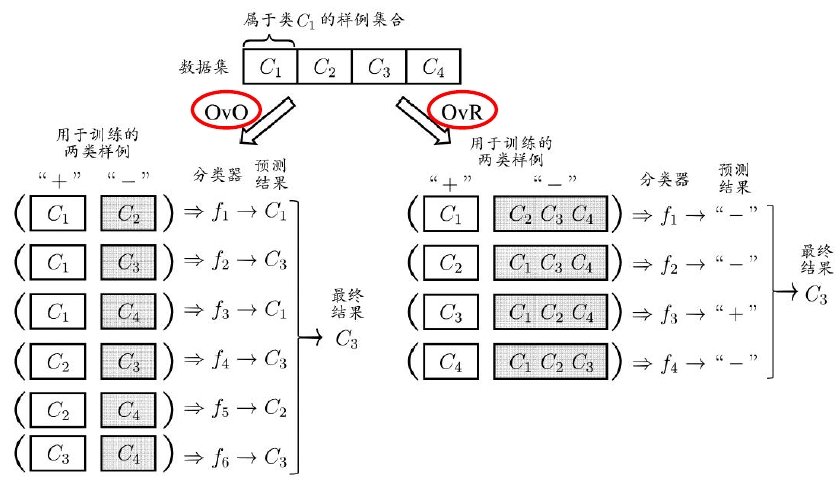 属于类C₁的样例集合
数据集 C₁ C₂ C₃ C₄
OvO
OvR
用于训练的
两类样例
“+” “−” 分类器 预测结果
( C₁ C₂ ) ⇒ f₁ → C₁
( C₁ C₃ ) ⇒ f₂ → C₃
( C₁ C₄ ) ⇒ f₃ → C₁
( C₂ C₃ ) ⇒ f₄ → C₃
( C₂ C₄ ) ⇒ f₅ → C₂
( C₃ C₄ ) ⇒ f₆ → C₃
最终
结果
C₃
用于训练的
两类样例
“+” “−” 分类器 预测结果
( C₁ C₂ C₃ C₄ ) ⇒ f₁ → “−”
( C₂ C₁ C₃ C₄ ) ⇒ f₂ → “−”
( C₃ C₁ C₂ C₄ ) ⇒ f₃ → “+”
( C₄ C₁ C₂ C₃ ) ⇒ f₄ → “−”
最终
结果
C₃